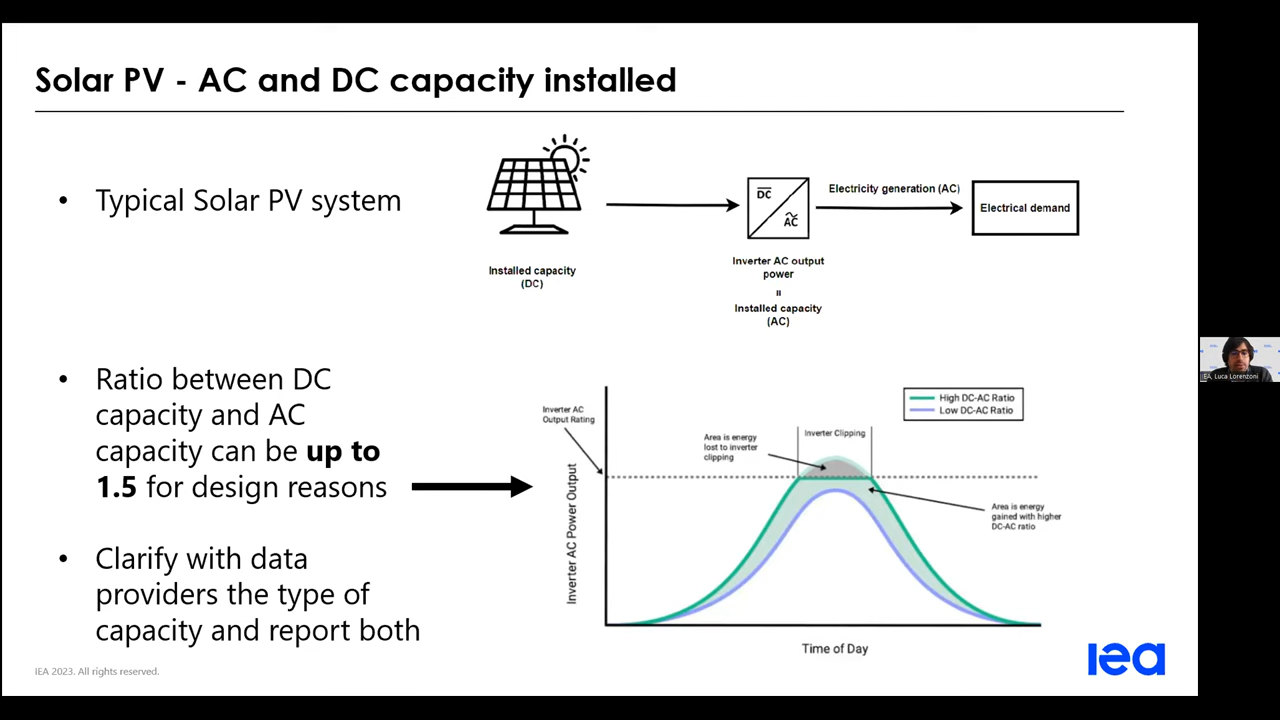 Solar PV - AC and DC capacity installed
• Typical Solar PV system
Installed capacity
(DC)
DC
AC
Inverter AC output
power
=
Installed capacity
(AC)
Electricity generation (AC)
Electrical demand
• Ratio between DC
capacity and AC
capacity can be up to
1.5 for design reasons
• Clarify with data
providers the type of
capacity and report both
Inverter AC
Output Rating
Inverter AC Power Output
Area is energy
lost to inverter
clipping
Inverter Clipping
High DC-AC Ratio
Low DC-AC Ratio
Area is energy
gained with higher
DC-AC ratio
Time of Day
IEA 2023. All rights reserved.
iea
IEA, Luca Lorenzoni